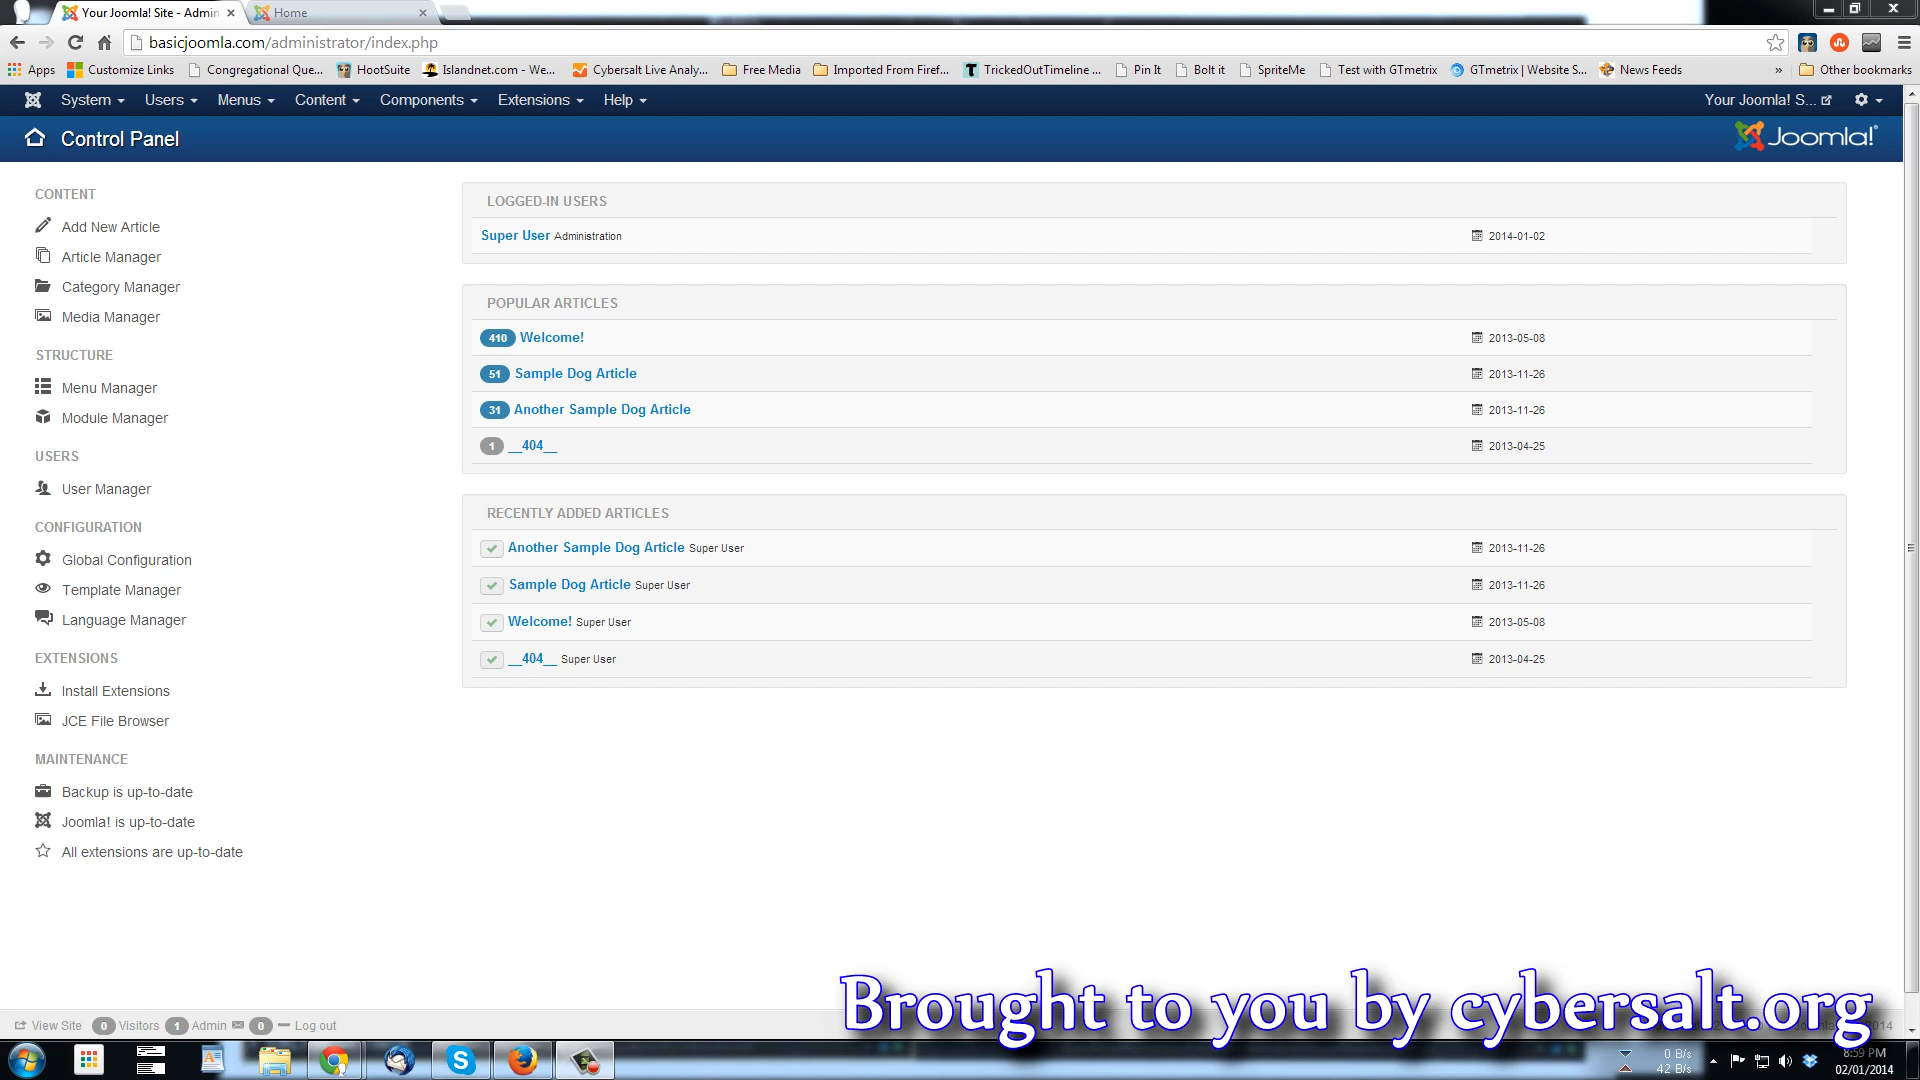 Your Joomla! Site - Admin
Home
basicjoomla.com/administrator/index.php
Apps Customize Links Congregational Que... HootSuite Islandnet.com - We... Cybersalt Live Analy... Free Media Imported From Firef... TrickedOutTimeline ... Pin It Bolt it SpriteMe Test with GTmetrix GTmetrix | Website S... News Feeds » Other bookmarks
System Users Menus Content Components Extensions Help Your Joomla! S...
Control Panel
Joomla!
CONTENT
Add New Article
Article Manager
Category Manager
Media Manager
STRUCTURE
Menu Manager
Module Manager
USERS
User Manager
CONFIGURATION
Global Configuration
Template Manager
Language Manager
EXTENSIONS
Install Extensions
JCE File Browser
MAINTENANCE
Backup is up-to-date
Joomla! is up-to-date
All extensions are up-to-date
LOGGED-IN USERS
Super User Administration 2014-01-02
POPULAR ARTICLES
410 Welcome! 2013-05-08
51 Sample Dog Article 2013-11-26
31 Another Sample Dog Article 2013-11-26
1 __404__ 2013-04-25
RECENTLY ADDED ARTICLES
Another Sample Dog Article Super User 2013-11-26
Sample Dog Article Super User 2013-11-26
Welcome! Super User 2013-05-08
__404__ Super User 2013-04-25
Brought to you by cybersalt.org
View Site 0 Visitors 1 Admin 0 Log out
0 B/s
42 B/s
8:59 PM
02/01/2014